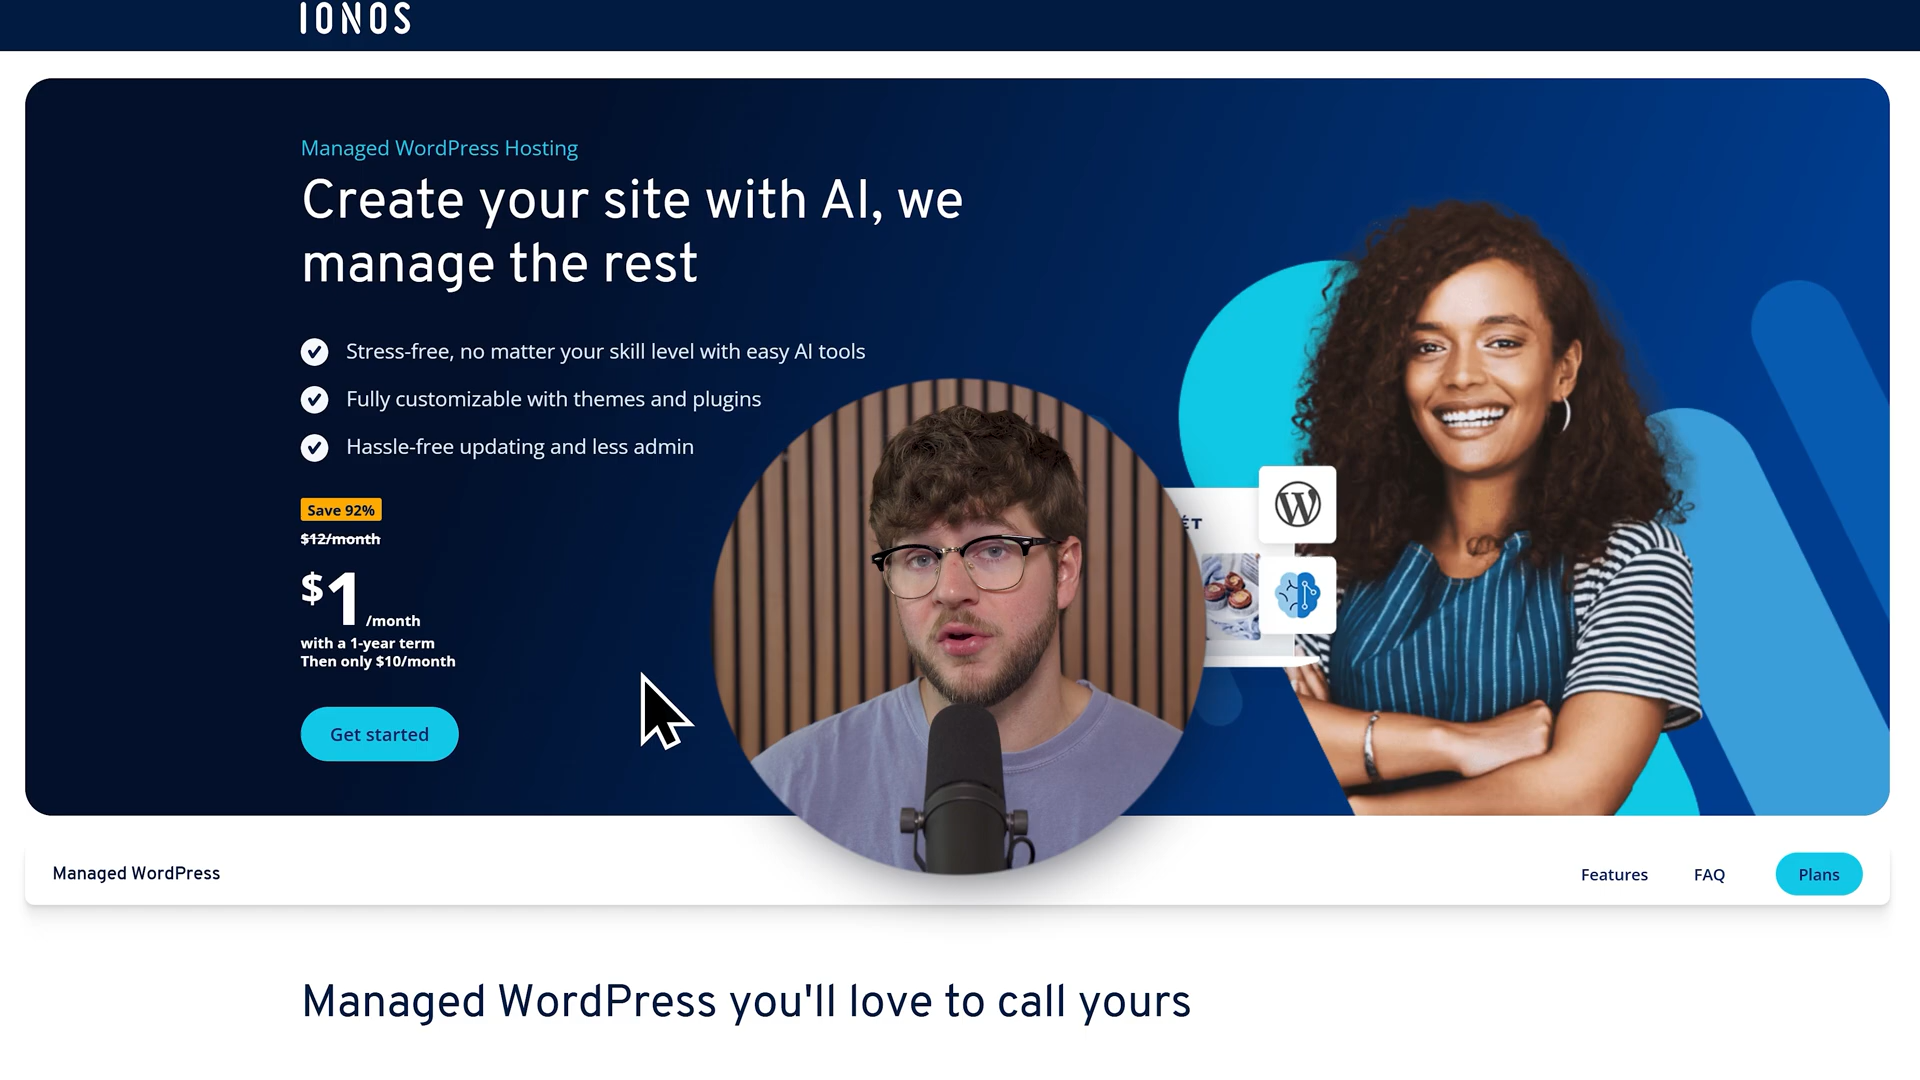 IONOS
Managed WordPress Hosting
Create your site with AI, we
manage the rest
Stress-free, no matter your skill level with easy AI tools
Fully customizable with themes and plugins
Hassle-free updating and less admin
Save 92%
$12/month
$1/month
with a 1-year term
Then only $10/month
Get started
Managed WordPress
Features
FAQ
Plans
Managed WordPress you'll love to call yours